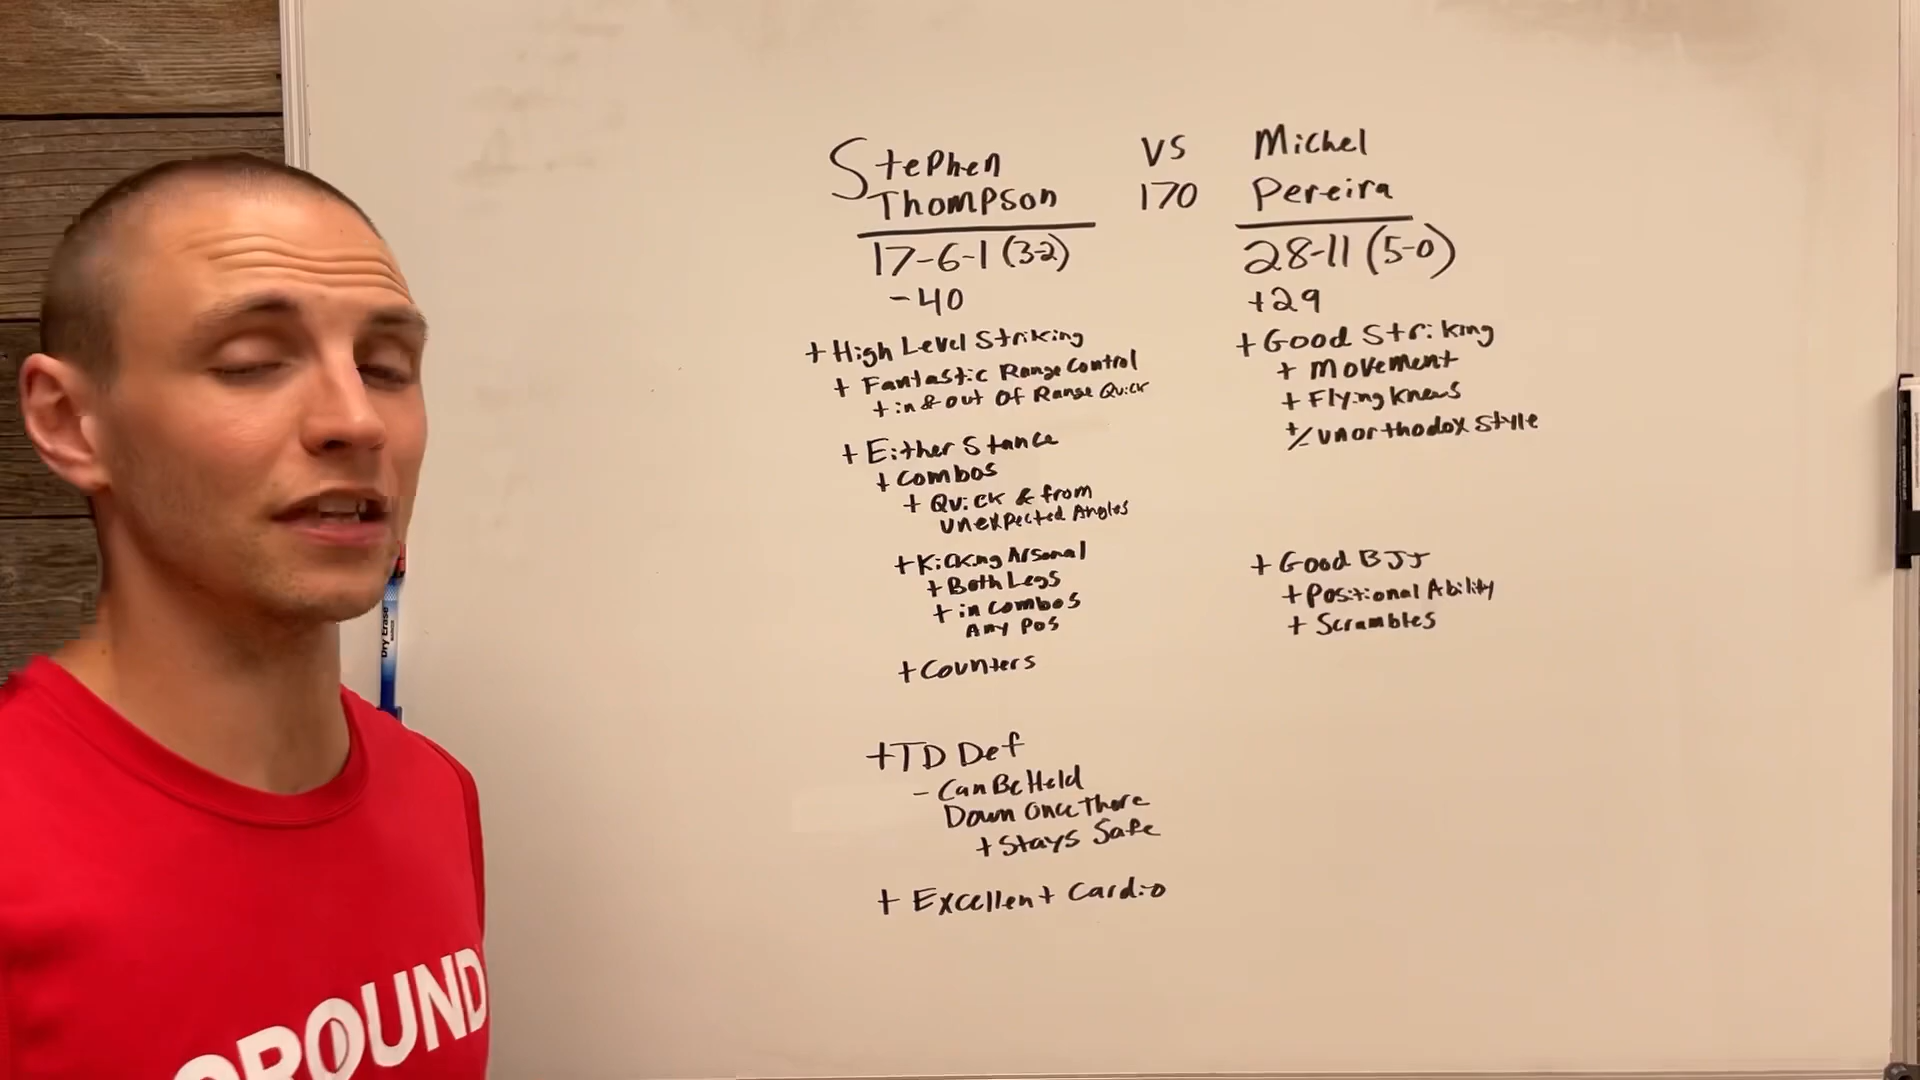 Stephen
Thompson
17-6-1 (3-2)
-40
+ High Level Striking
+ Fantastic Range Control
+ in & out Of Range Quick
+ Either Stance
+ Combos
+ Quick & from
unexpected Angles
+ Kicking Arsenal
+ Both Legs
+ in combos
Any Pos
+ Counters
+ TD Def
- Can Be Held
Down Once There
+ Stays Safe
+ Excellent Cardio
VS
170
Michel
Pereira
28-11 (5-0)
+29
+ Good Striking
+ Movement
+ Flying knees
+/- unorthodox Style
+ Good BJJ
+ Positional Ability
+ Scrambles
Dry Erase
GROUND